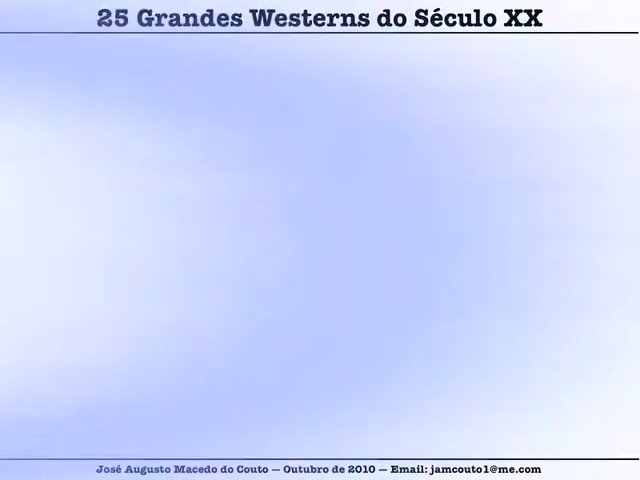 25 Grandes Westerns do Século XX
José Augusto Macedo do Couto — Outubro de 2010 — Email: jamcouto1@me.com